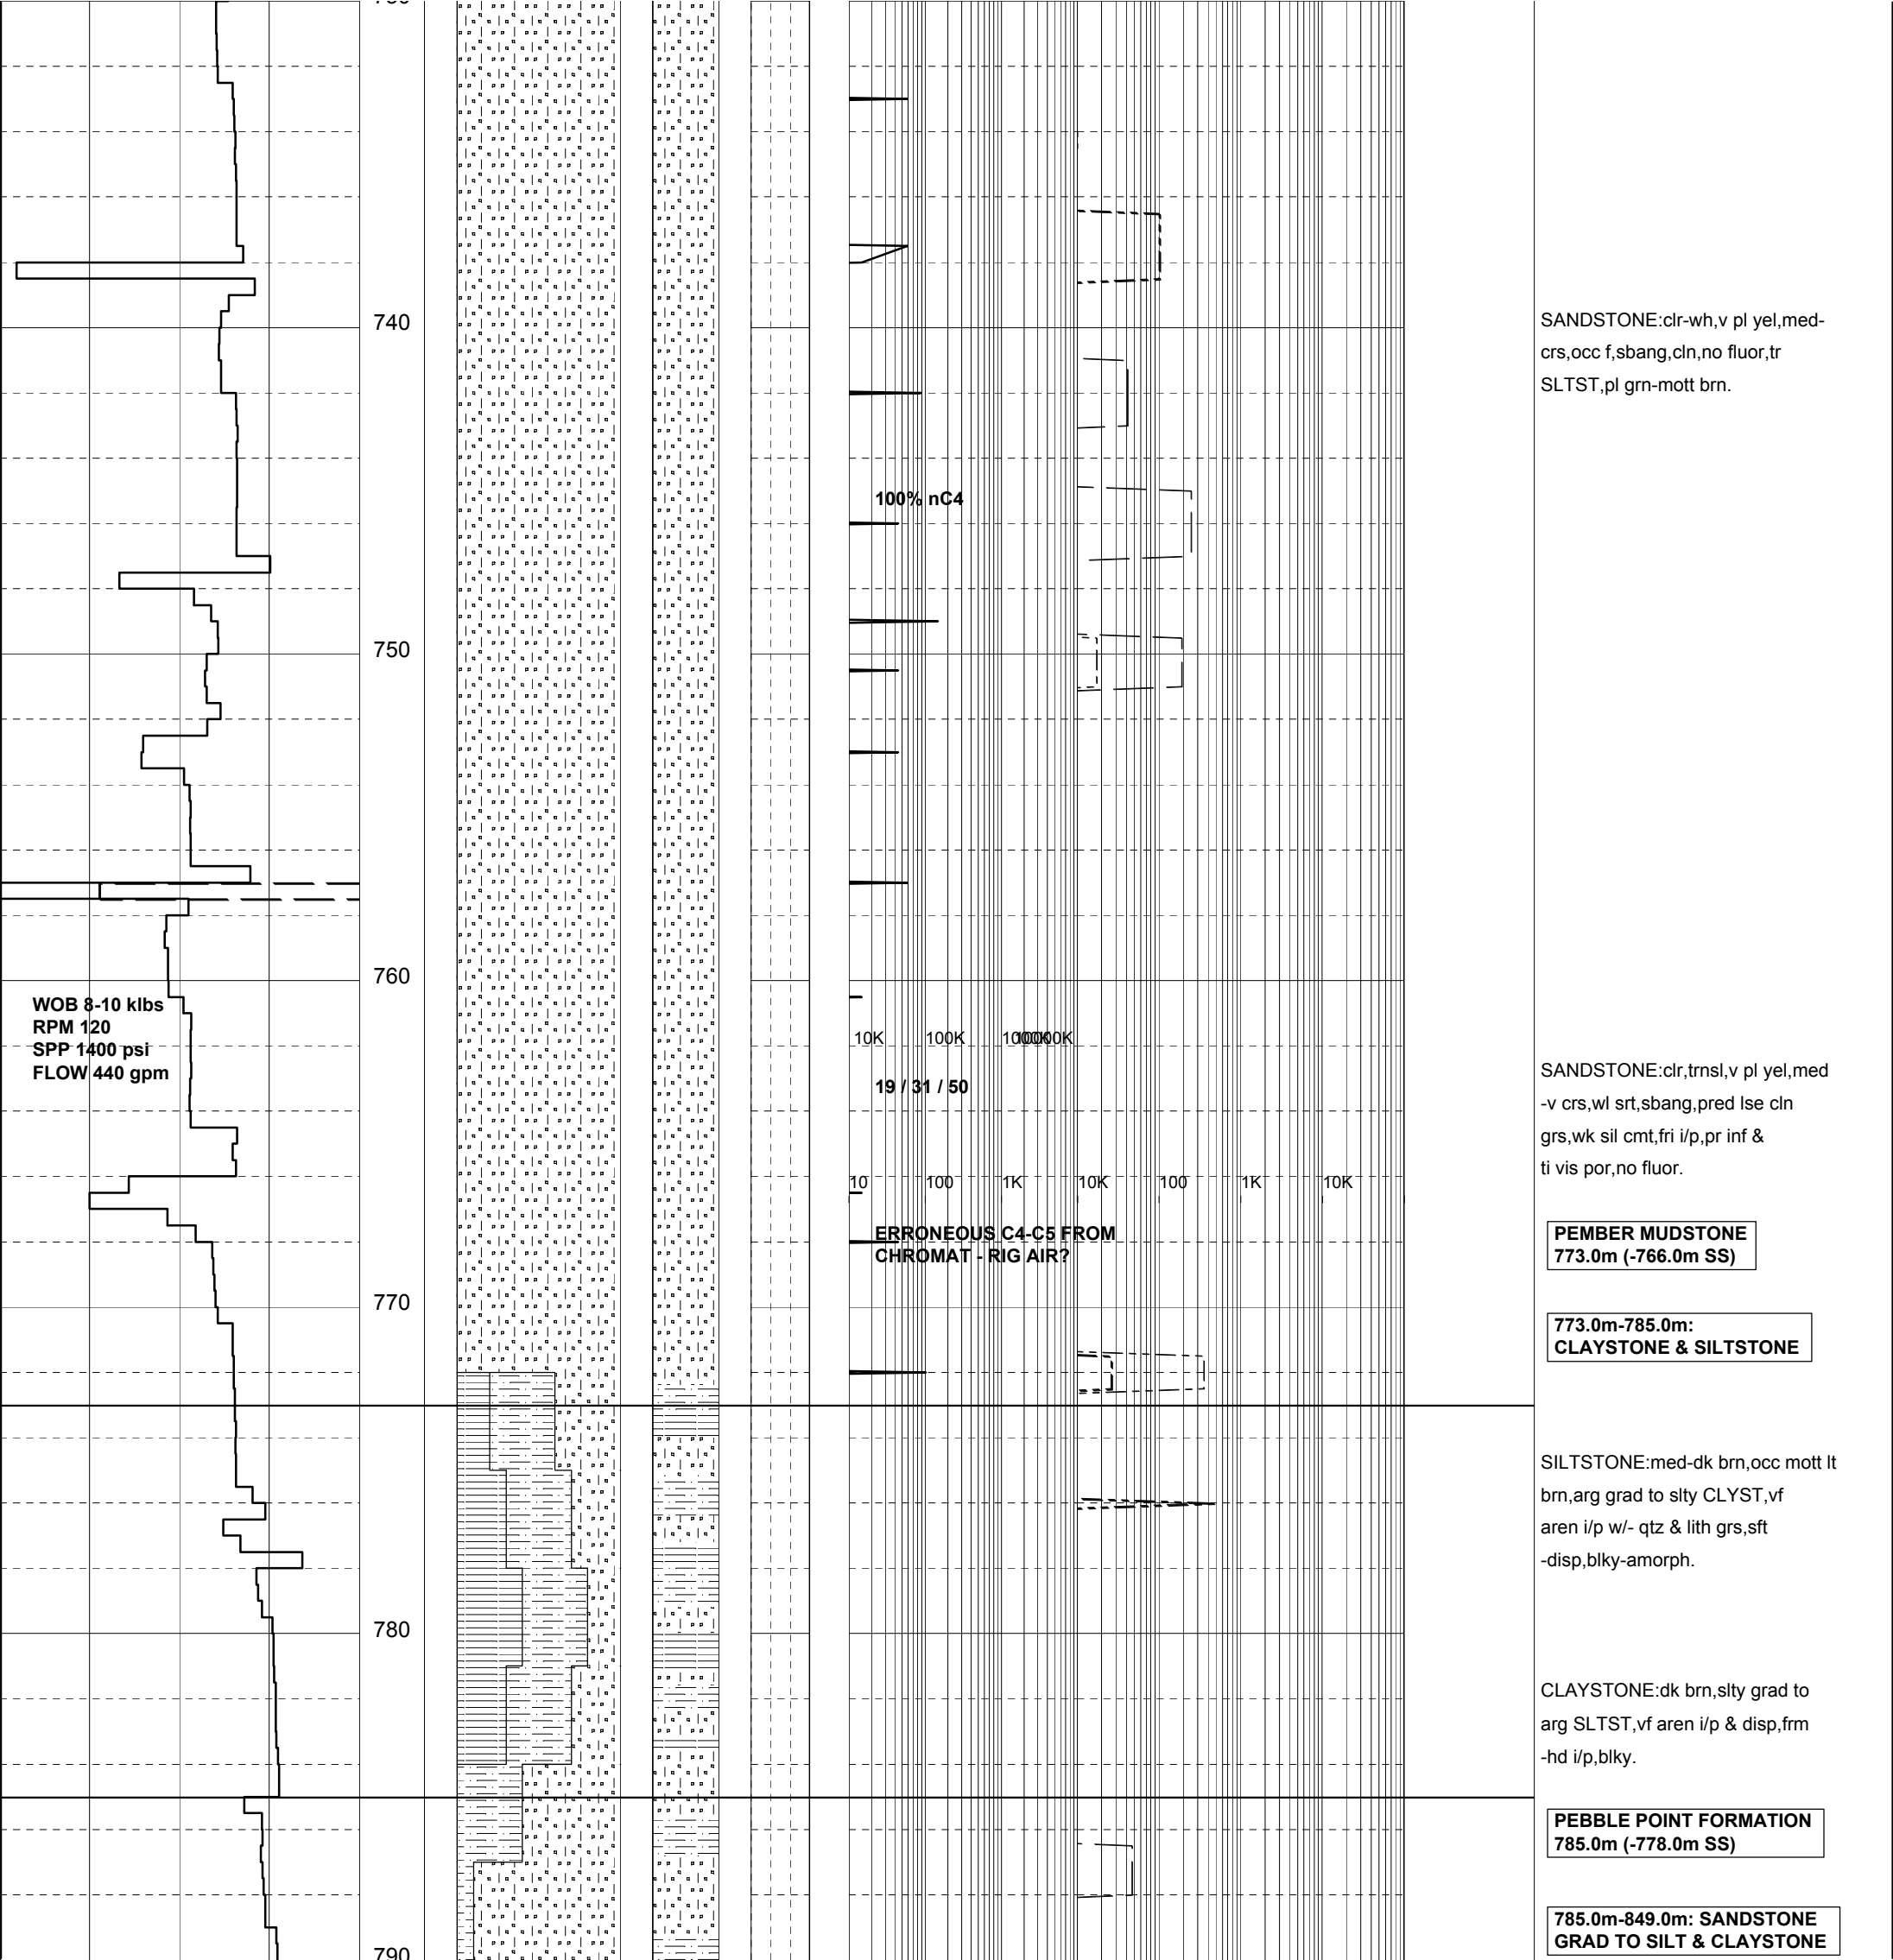 740
SANDSTONE:clr-wh,v pl yel,med-
crs,occ f,sbang,cln,no fluor,tr
SLTST,pl grn-mott brn.
100% nC4
750
760
WOB 8-10 klbs
RPM 120
SPP 1400 psi
FLOW 440 gpm
10K 100K
19 / 31 / 50
SANDSTONE:clr,trnsl,v pl yel,med
-v crs,wl srt,sbang,pred lse cln
grs,wk sil cmt,fri i/p,pr inf &
ti vis por,no fluor.
10 100 1K 10K 100 1K 10K
ERRONEOUS C4-C5 FROM
CHROMAT - RIG AIR?
PEMBER MUDSTONE
773.0m (-766.0m SS)
770
773.0m-785.0m:
CLAYSTONE & SILTSTONE
SILTSTONE:med-dk brn,occ mott lt
brn,arg grad to slty CLYST,vf
aren i/p w/- qtz & lith grs,sft
-disp,blky-amorph.
780
CLAYSTONE:dk brn,slty grad to
arg SLTST,vf aren i/p & disp,frm
-hd i/p,blky.
PEBBLE POINT FORMATION
785.0m (-778.0m SS)
785.0m-849.0m: SANDSTONE
GRAD TO SILT & CLAYSTONE
790